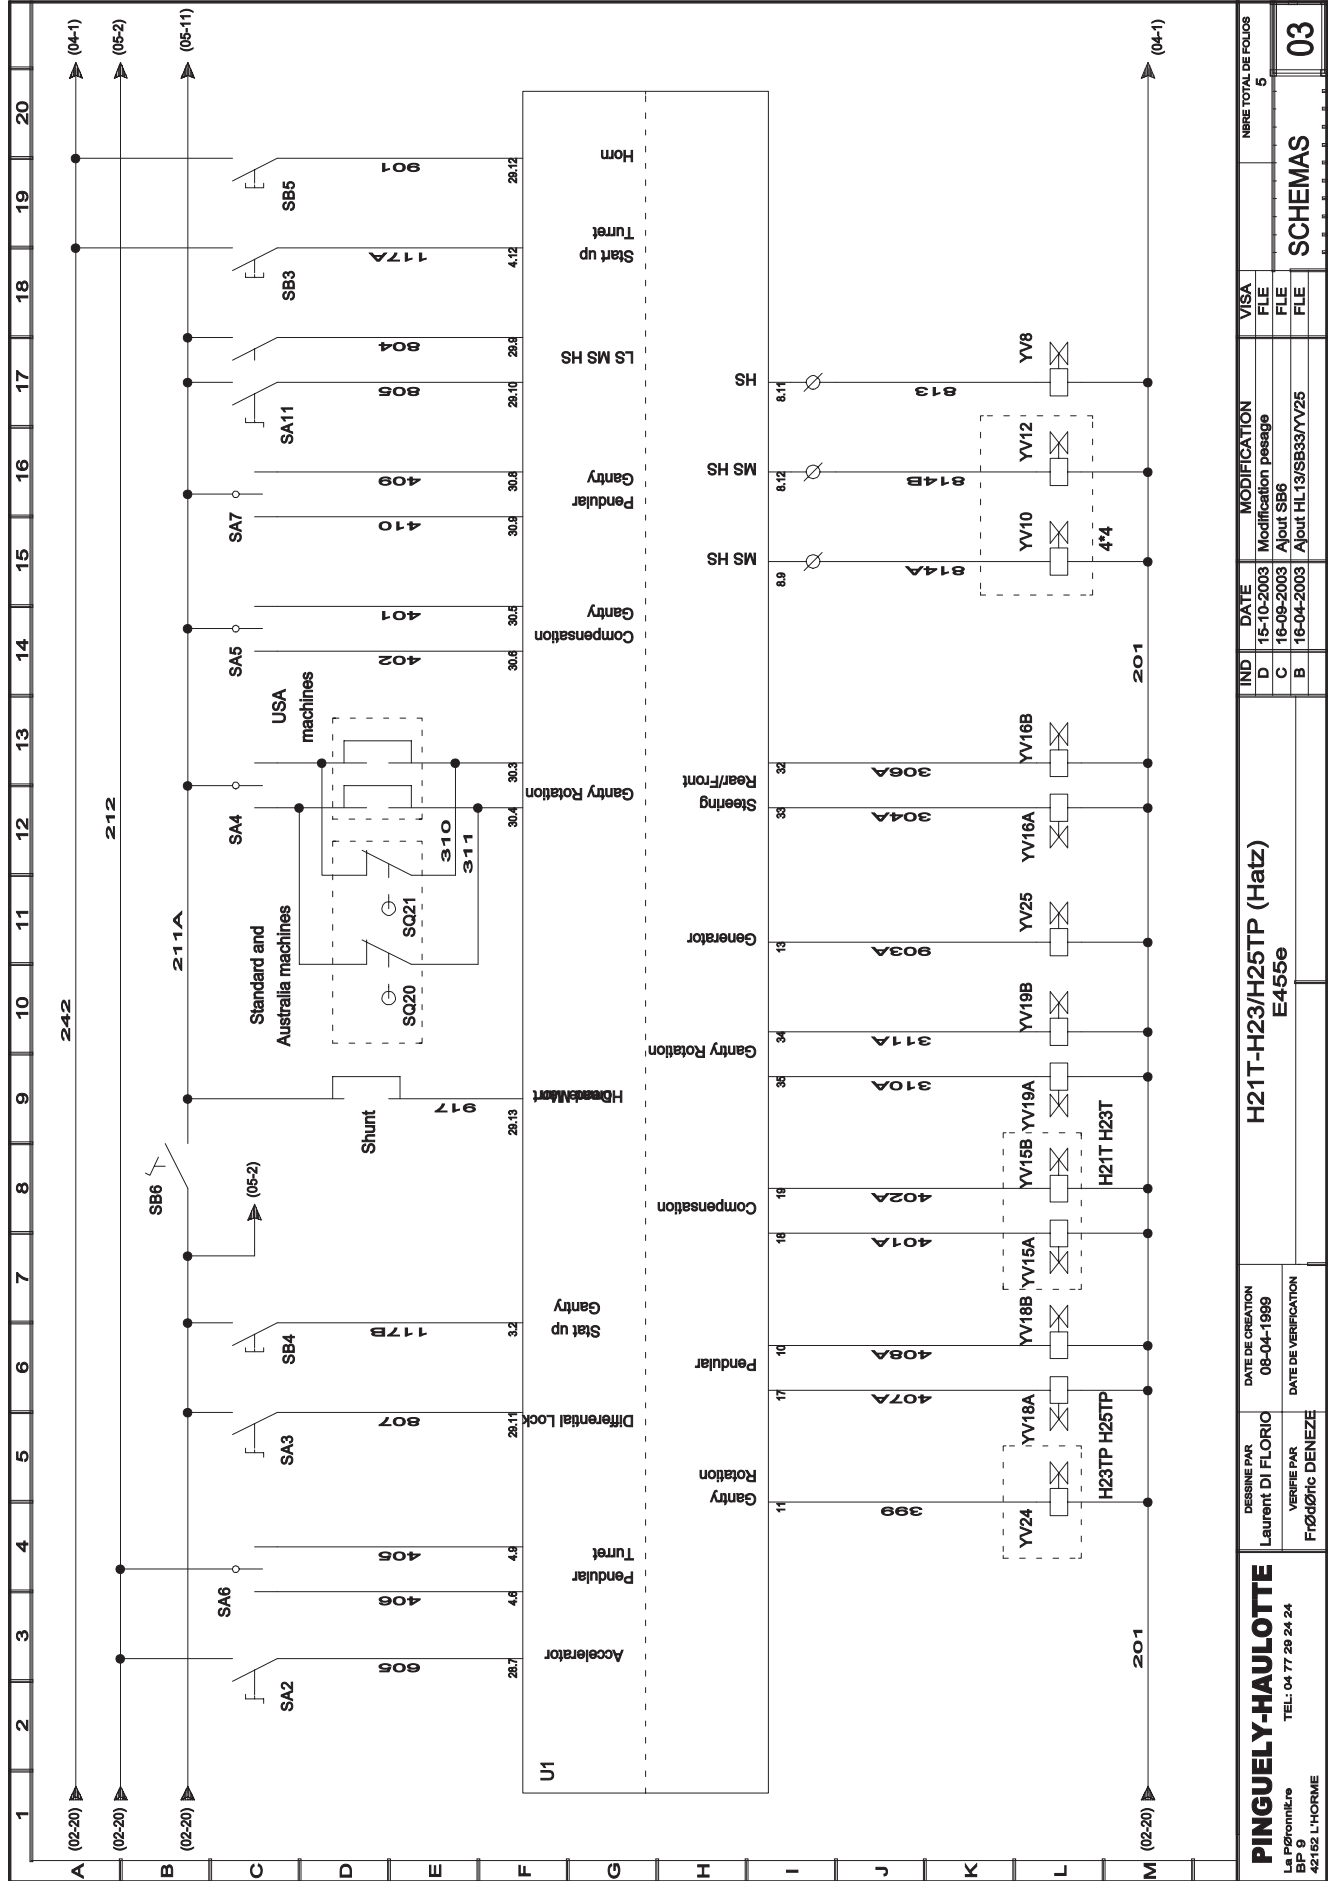 1 2 3 4 5 6 7 8 9 10 11 12 13 14 15 16 17 18 19 20
A
B
C
D
E
F
G
H
I
J
K
L
M
(02-20) 242 (04-1)
(02-20) 212 (05-2)
(02-20) 211A (05-11)
SB6
(05-2)
SA2
SA6
SA3
SB4
Shunt
Standard and
Australia machines
SQ20
SQ21
SA4
USA
machines
310
311
SA5
SA7
SA11
SB3
SB5
605
406
405
807
117B
917
402
401
410
409
805
804
117A
901
28.7
4.6
4.9
29.11
3.2
29.13
30.4
30.3
30.6
30.5
30.9
30.8
29.10
29.9
4.12
29.12
U1
Accelerator
Pendular
Turret
Differential Lock
Stat up
Gantry
Gantry Rotation
Compensation
Gantry
Pendular
Gantry
LS MS HS
Start up
Turret
Horn
Gantry
Rotation
Pendular
Compensation
Gantry Rotation
Generator
Steering
Rear/Front
MS HS
MS HS
HS
11
17
10
18
19
35
34
13
33
32
8.9
8.12
8.11
399
407A
408A
401A
402A
310A
311A
903A
304A
306A
814A
814B
813
YV24
YV18A
YV18B
YV15A
YV15B
YV19A
YV19B
YV25
YV16A
YV16B
YV10
YV12
YV8
H23TP H25TP
H21T H23T
4*4
(02-20) 201 201 (04-1)
PINGUELY-HAULOTTE
La PØronniŁre
BP 9
42152 L'HORME
TEL: 04 77 29 24 24
DESSINE PAR
Laurent DI FLORIO
VERIFIE PAR
FrØdØric DENEZE
DATE DE CREATION
08-04-1999
DATE DE VERIFICATION
H21T-H23/H25TP (Hatz)
E455e
IND DATE MODIFICATION VISA
D 15-10-2003 Modification pesage FLE
C 16-09-2003 Ajout SB6 FLE
B 16-04-2003 Ajout HL13/SB33/YV25 FLE
NBRE TOTAL DE FOLIOS
5
SCHEMAS
03